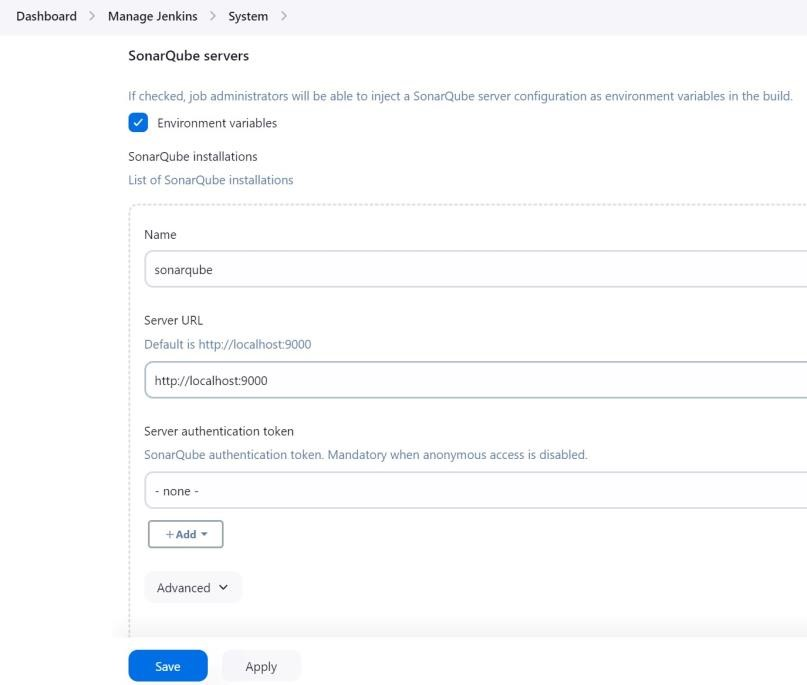 Dashboard > Manage Jenkins > System >
SonarQube servers
If checked, job administrators will be able to inject a SonarQube server configuration as environment variables in the build.
Environment variables
SonarQube installations
List of SonarQube installations
Name
sonarqube
Server URL
Default is http://localhost:9000
http://localhost:9000
Server authentication token
SonarQube authentication token. Mandatory when anonymous access is disabled.
- none -
+Add
Advanced
Save Apply